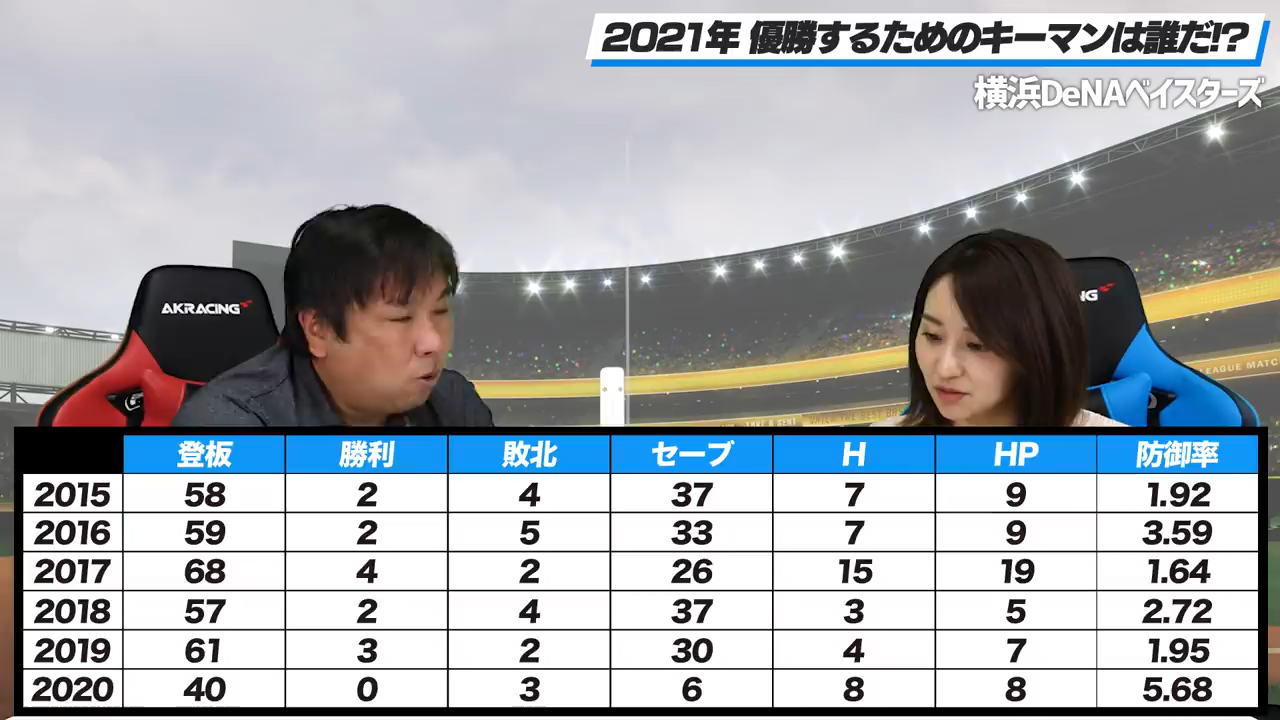 2021年 優勝するためのキーマンは誰だ!?
横浜DeNAベイスターズ
AKRACING
NG
LEAGUE MATC
登板 勝利 敗北 セーブ H HP 防御率
2015 58 2 4 37 7 9 1.92
2016 59 2 5 33 7 9 3.59
2017 68 4 2 26 15 19 1.64
2018 57 2 4 37 3 5 2.72
2019 61 3 2 30 4 7 1.95
2020 40 0 3 6 8 8 5.68